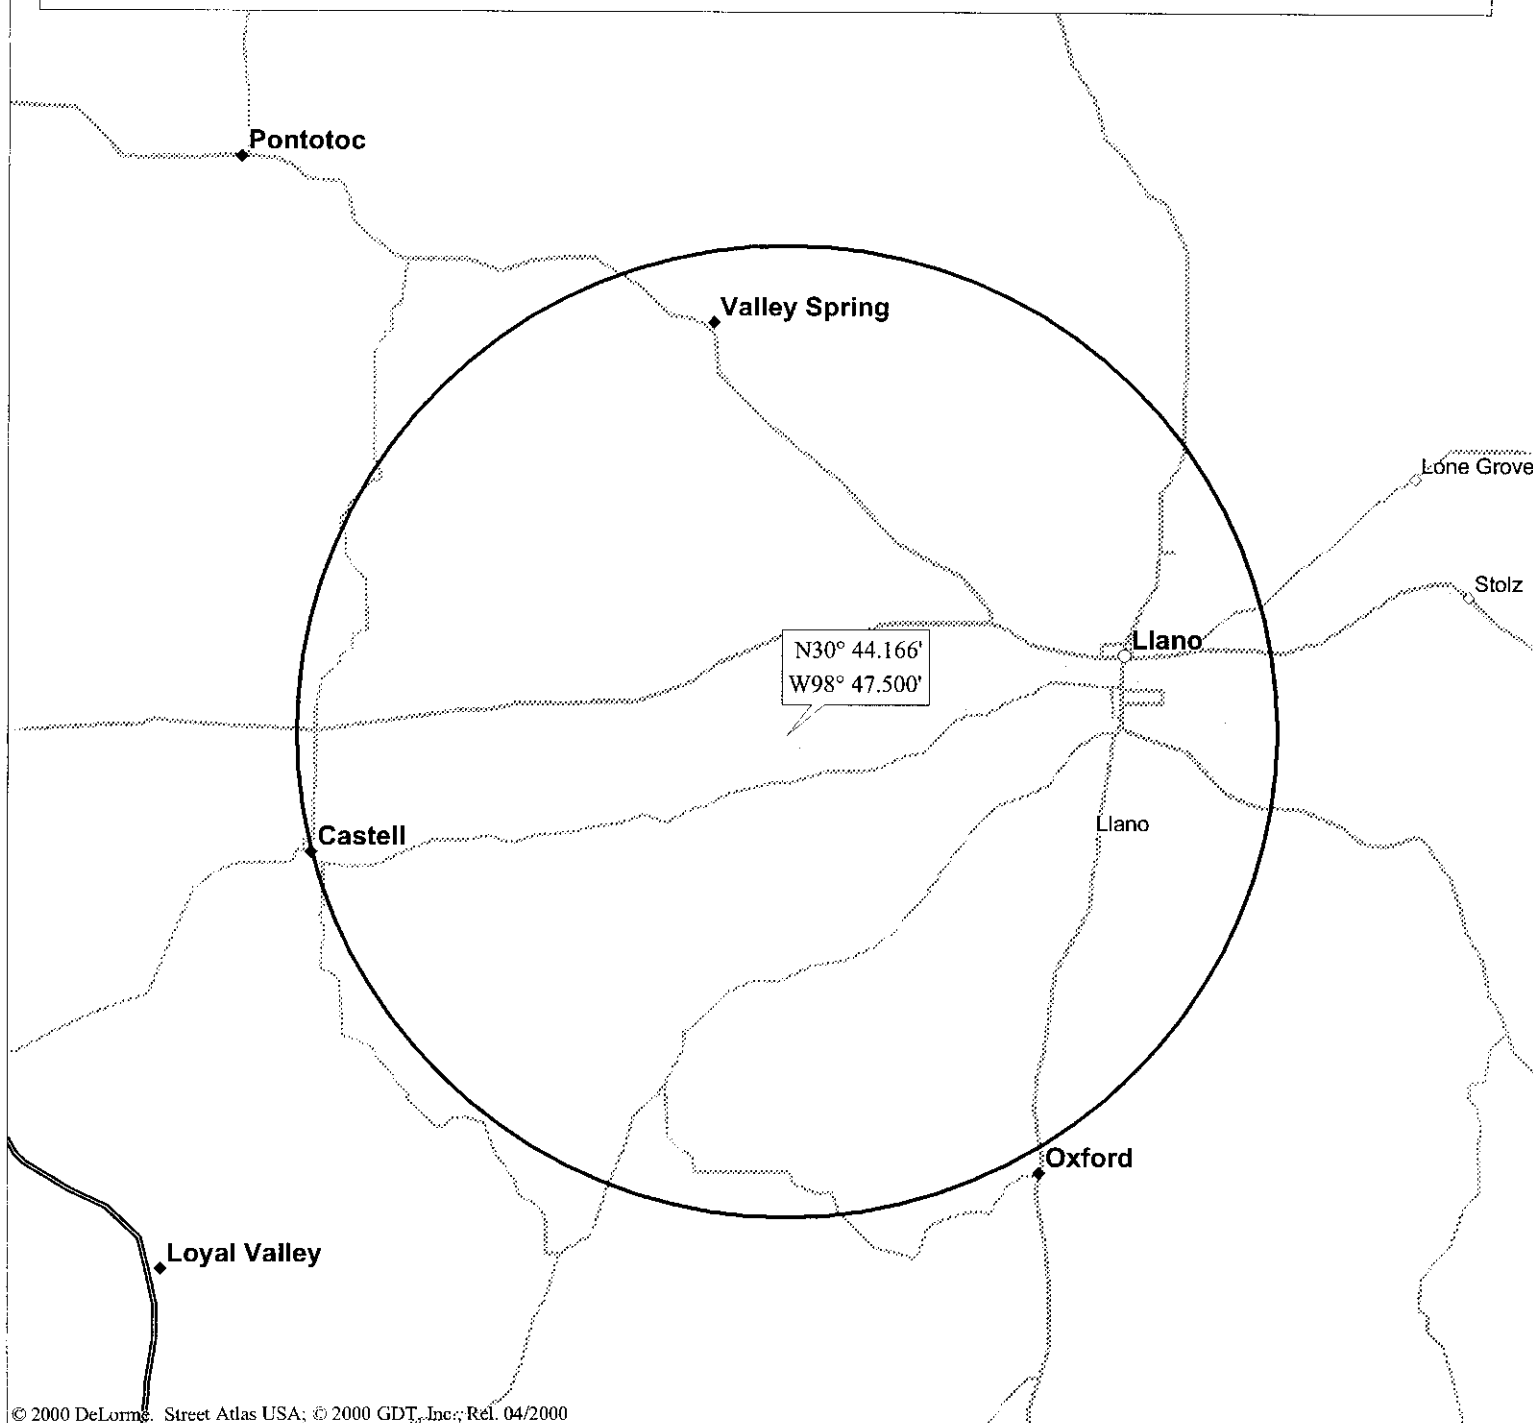 Pontotoc
Valley Spring
Lone Grove
Stolz
Llano
N30° 44.166'
W98° 47.500'
Llano
Castell
Oxford
Loyal Valley
© 2000 DeLorme. Street Atlas USA; © 2000 GDT, Inc., Rel. 04/2000